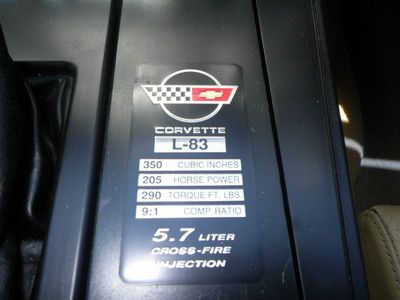 CORVETTE
L-83
350 CUBIC INCHES
205 HORSE POWER
290 TORQUE FT. LBS.
9:1 COMP. RATIO
5.7 LITER
CROSS-FIRE
INJECTION